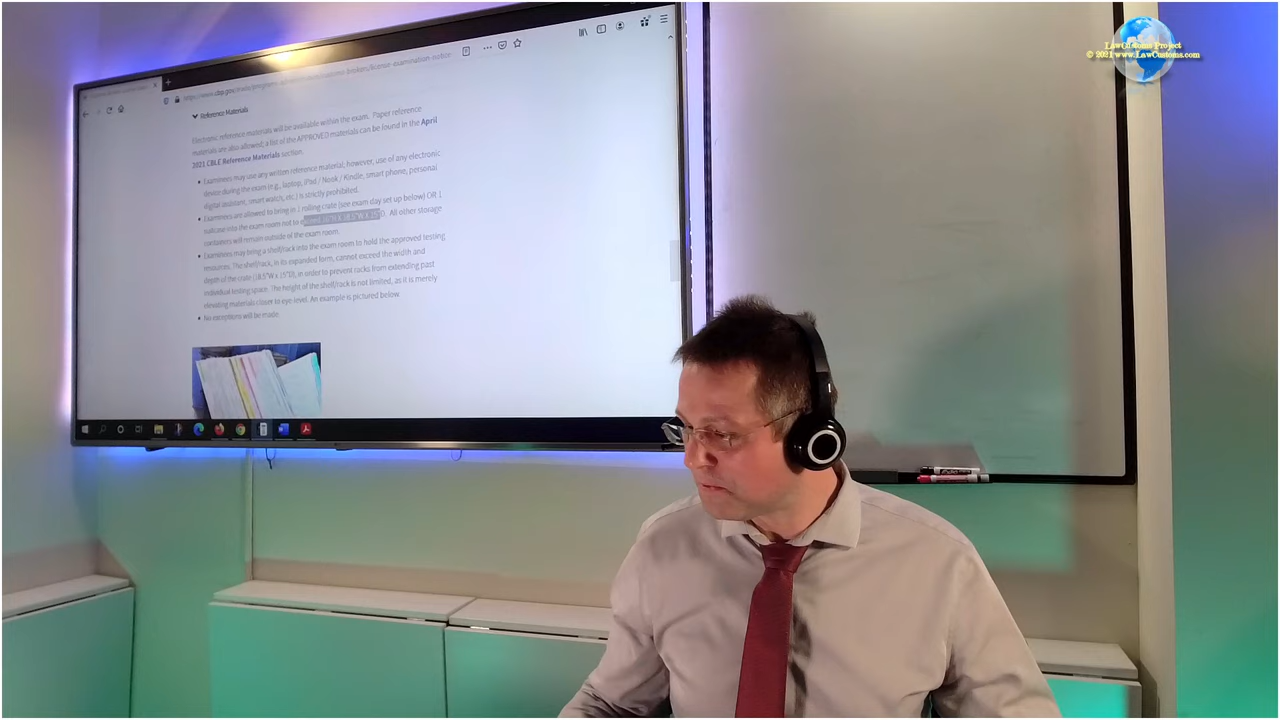 LawCustoms Project
© 2021 www.LawCustoms.com
Reference Materials
Electronic reference materials will be available within the exam. Paper reference
materials are also allowed; a list of the APPROVED materials can be found in the April
2021 CBLE Reference Materials section.
Examinees may use any written reference material; however, use of any electronic
device during the exam (e.g., laptop, iPad / Nook / Kindle, smart phone, personal
digital assistant, smart watch, etc.) is strictly prohibited.
Examinees are allowed to bring in 1 rolling crate (see exam day set up below) OR 1
suitcase into the exam room not to All other storage
containers will remain outside of the exam room.
Examinees may bring a shelf/rack into the exam room to hold the approved testing
resources. The shelf/rack, in its expanded form, cannot exceed the width and
depth of the crate (18.5"W x 15"D), in order to prevent racks from extending past
individual testing space. The height of the shelf/rack is not limited, as it is merely
elevating materials closer to eye-level. An example is pictured below.
No exceptions will be made.